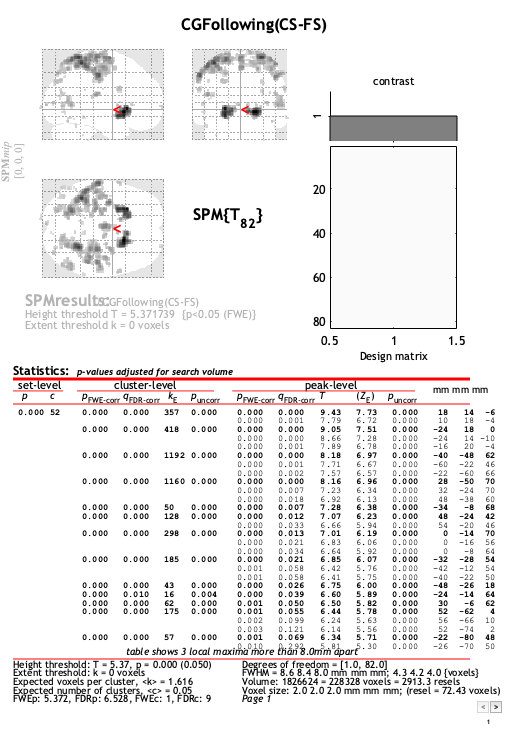 CGFollowing(CS-FS)
contrast
1
SPMmip
[0, 0, 0]
<
<
<
SPM{T82}
20
40
60
80
0.5 1 1.5
Design matrix
SPMresults: CGFollowing(CS-FS)
Height threshold T = 5.371739 {p<0.05 (FWE)}
Extent threshold k = 0 voxels
Statistics: p-values adjusted for search volume
set-level cluster-level peak-level
p c pFWE-corr qFDR-corr kE puncorr pFWE-corr qFDR-corr T (ZE) puncorr mm mm mm
0.000 52 0.000 0.000 357 0.000 0.000 0.000 9.43 7.73 0.000 18 14 -6
0.000 0.001 7.79 6.72 0.000 10 18 -4
0.000 0.000 418 0.000 0.000 0.000 9.05 7.51 0.000 -24 18 0
0.000 0.000 8.66 7.28 0.000 -24 14 -10
0.000 0.000 7.89 6.78 0.000 -16 20 -4
0.000 0.000 1192 0.000 0.000 0.000 8.18 6.97 0.000 -40 -48 62
0.000 0.001 7.71 6.67 0.000 -60 -22 46
0.000 0.002 7.57 6.57 0.000 -22 -60 66
0.000 0.000 1160 0.000 0.000 0.000 8.16 6.96 0.000 28 -50 70
0.000 0.007 7.23 6.34 0.000 32 -24 70
0.000 0.018 6.92 6.13 0.000 48 -38 60
0.000 0.000 50 0.000 0.000 0.007 7.28 6.38 0.000 -34 -8 68
0.000 0.000 128 0.000 0.000 0.012 7.07 6.23 0.000 48 -24 42
0.000 0.033 6.66 5.94 0.000 54 -20 46
0.000 0.000 298 0.000 0.000 0.013 7.01 6.19 0.000 0 -14 70
0.000 0.021 6.83 6.06 0.000 0 -16 56
0.000 0.034 6.64 5.92 0.000 0 -8 64
0.000 0.000 185 0.000 0.000 0.021 6.85 6.07 0.000 -32 -28 54
0.001 0.058 6.42 5.76 0.000 -42 -12 54
0.001 0.058 6.41 5.75 0.000 -40 -22 50
0.000 0.000 43 0.000 0.000 0.026 6.75 6.00 0.000 -48 -26 18
0.000 0.010 16 0.004 0.000 0.039 6.60 5.89 0.000 -24 -14 64
0.000 0.000 62 0.000 0.001 0.050 6.50 5.82 0.000 30 -6 62
0.000 0.000 175 0.000 0.001 0.055 6.44 5.78 0.000 52 -62 4
0.002 0.099 6.24 5.63 0.000 56 -66 10
0.003 0.121 6.14 5.56 0.000 52 -74 2
0.000 0.000 57 0.000 0.001 0.069 6.34 5.71 0.000 -22 -80 48
0.010 0.292 5.81 5.30 0.000 -26 -70 50
table shows 3 local maxima more than 8.0mm apart
Height threshold: T = 5.37, p = 0.000 (0.050)
Extent threshold: k = 0 voxels
Expected voxels per cluster, <k> = 1.616
Expected number of clusters, <c> = 0.05
FWEp: 5.372, FDRp: 6.528, FWEc: 1, FDRc: 9
Degrees of freedom = [1.0, 82.0]
FWHM = 8.6 8.4 8.0 mm mm mm; 4.3 4.2 4.0 {voxels}
Volume: 1826624 = 228328 voxels = 2913.3 resels
Voxel size: 2.0 2.0 2.0 mm mm mm; (resel = 72.43 voxels)
Page 1
< >
1